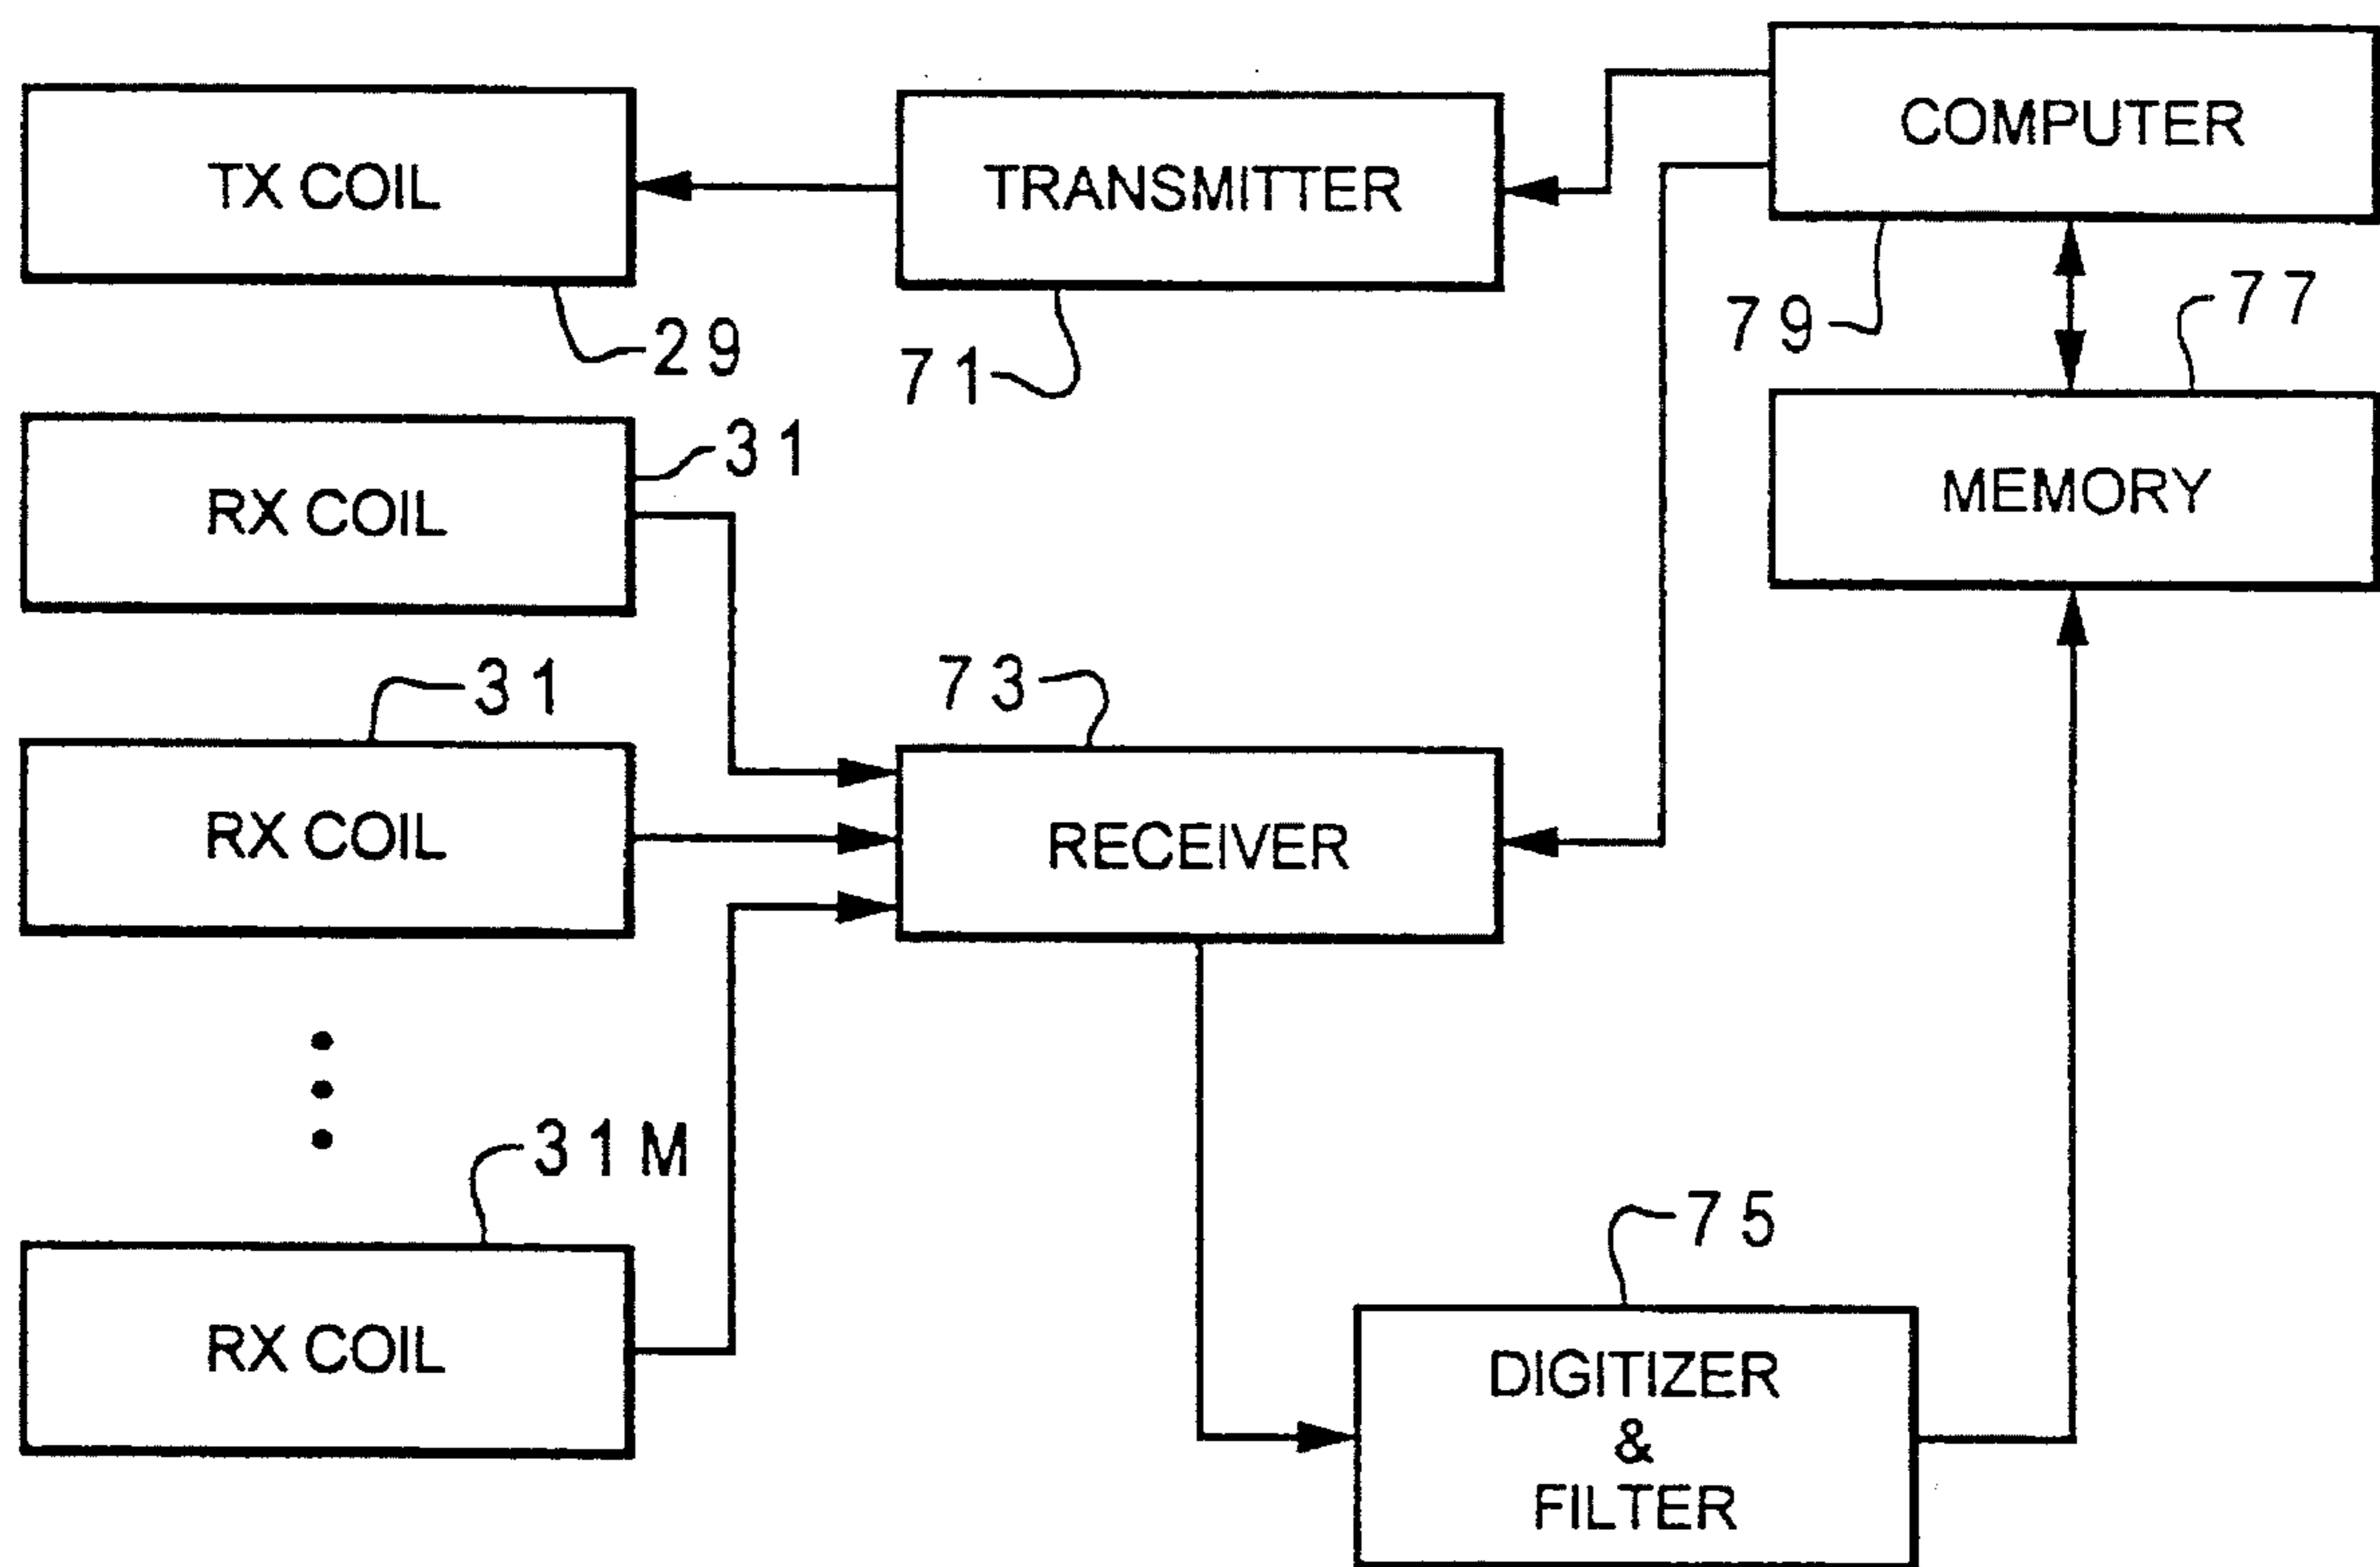 COMPUTER
TX COIL
TRANSMITTER
79
77
29
71
31
RX COIL
MEMORY
31
73
RX COIL
RECEIVER
31M
75
RX COIL
DIGITIZER
&
FILTER